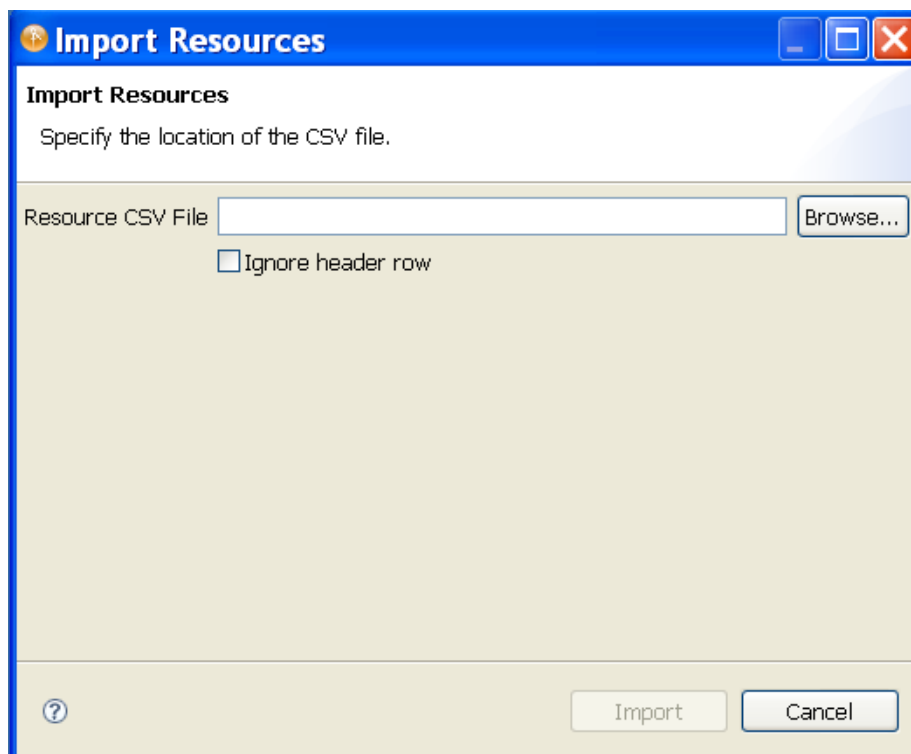 Import Resources
Import Resources
Specify the location of the CSV file.
Resource CSV File Browse...
Ignore header row
? Import Cancel